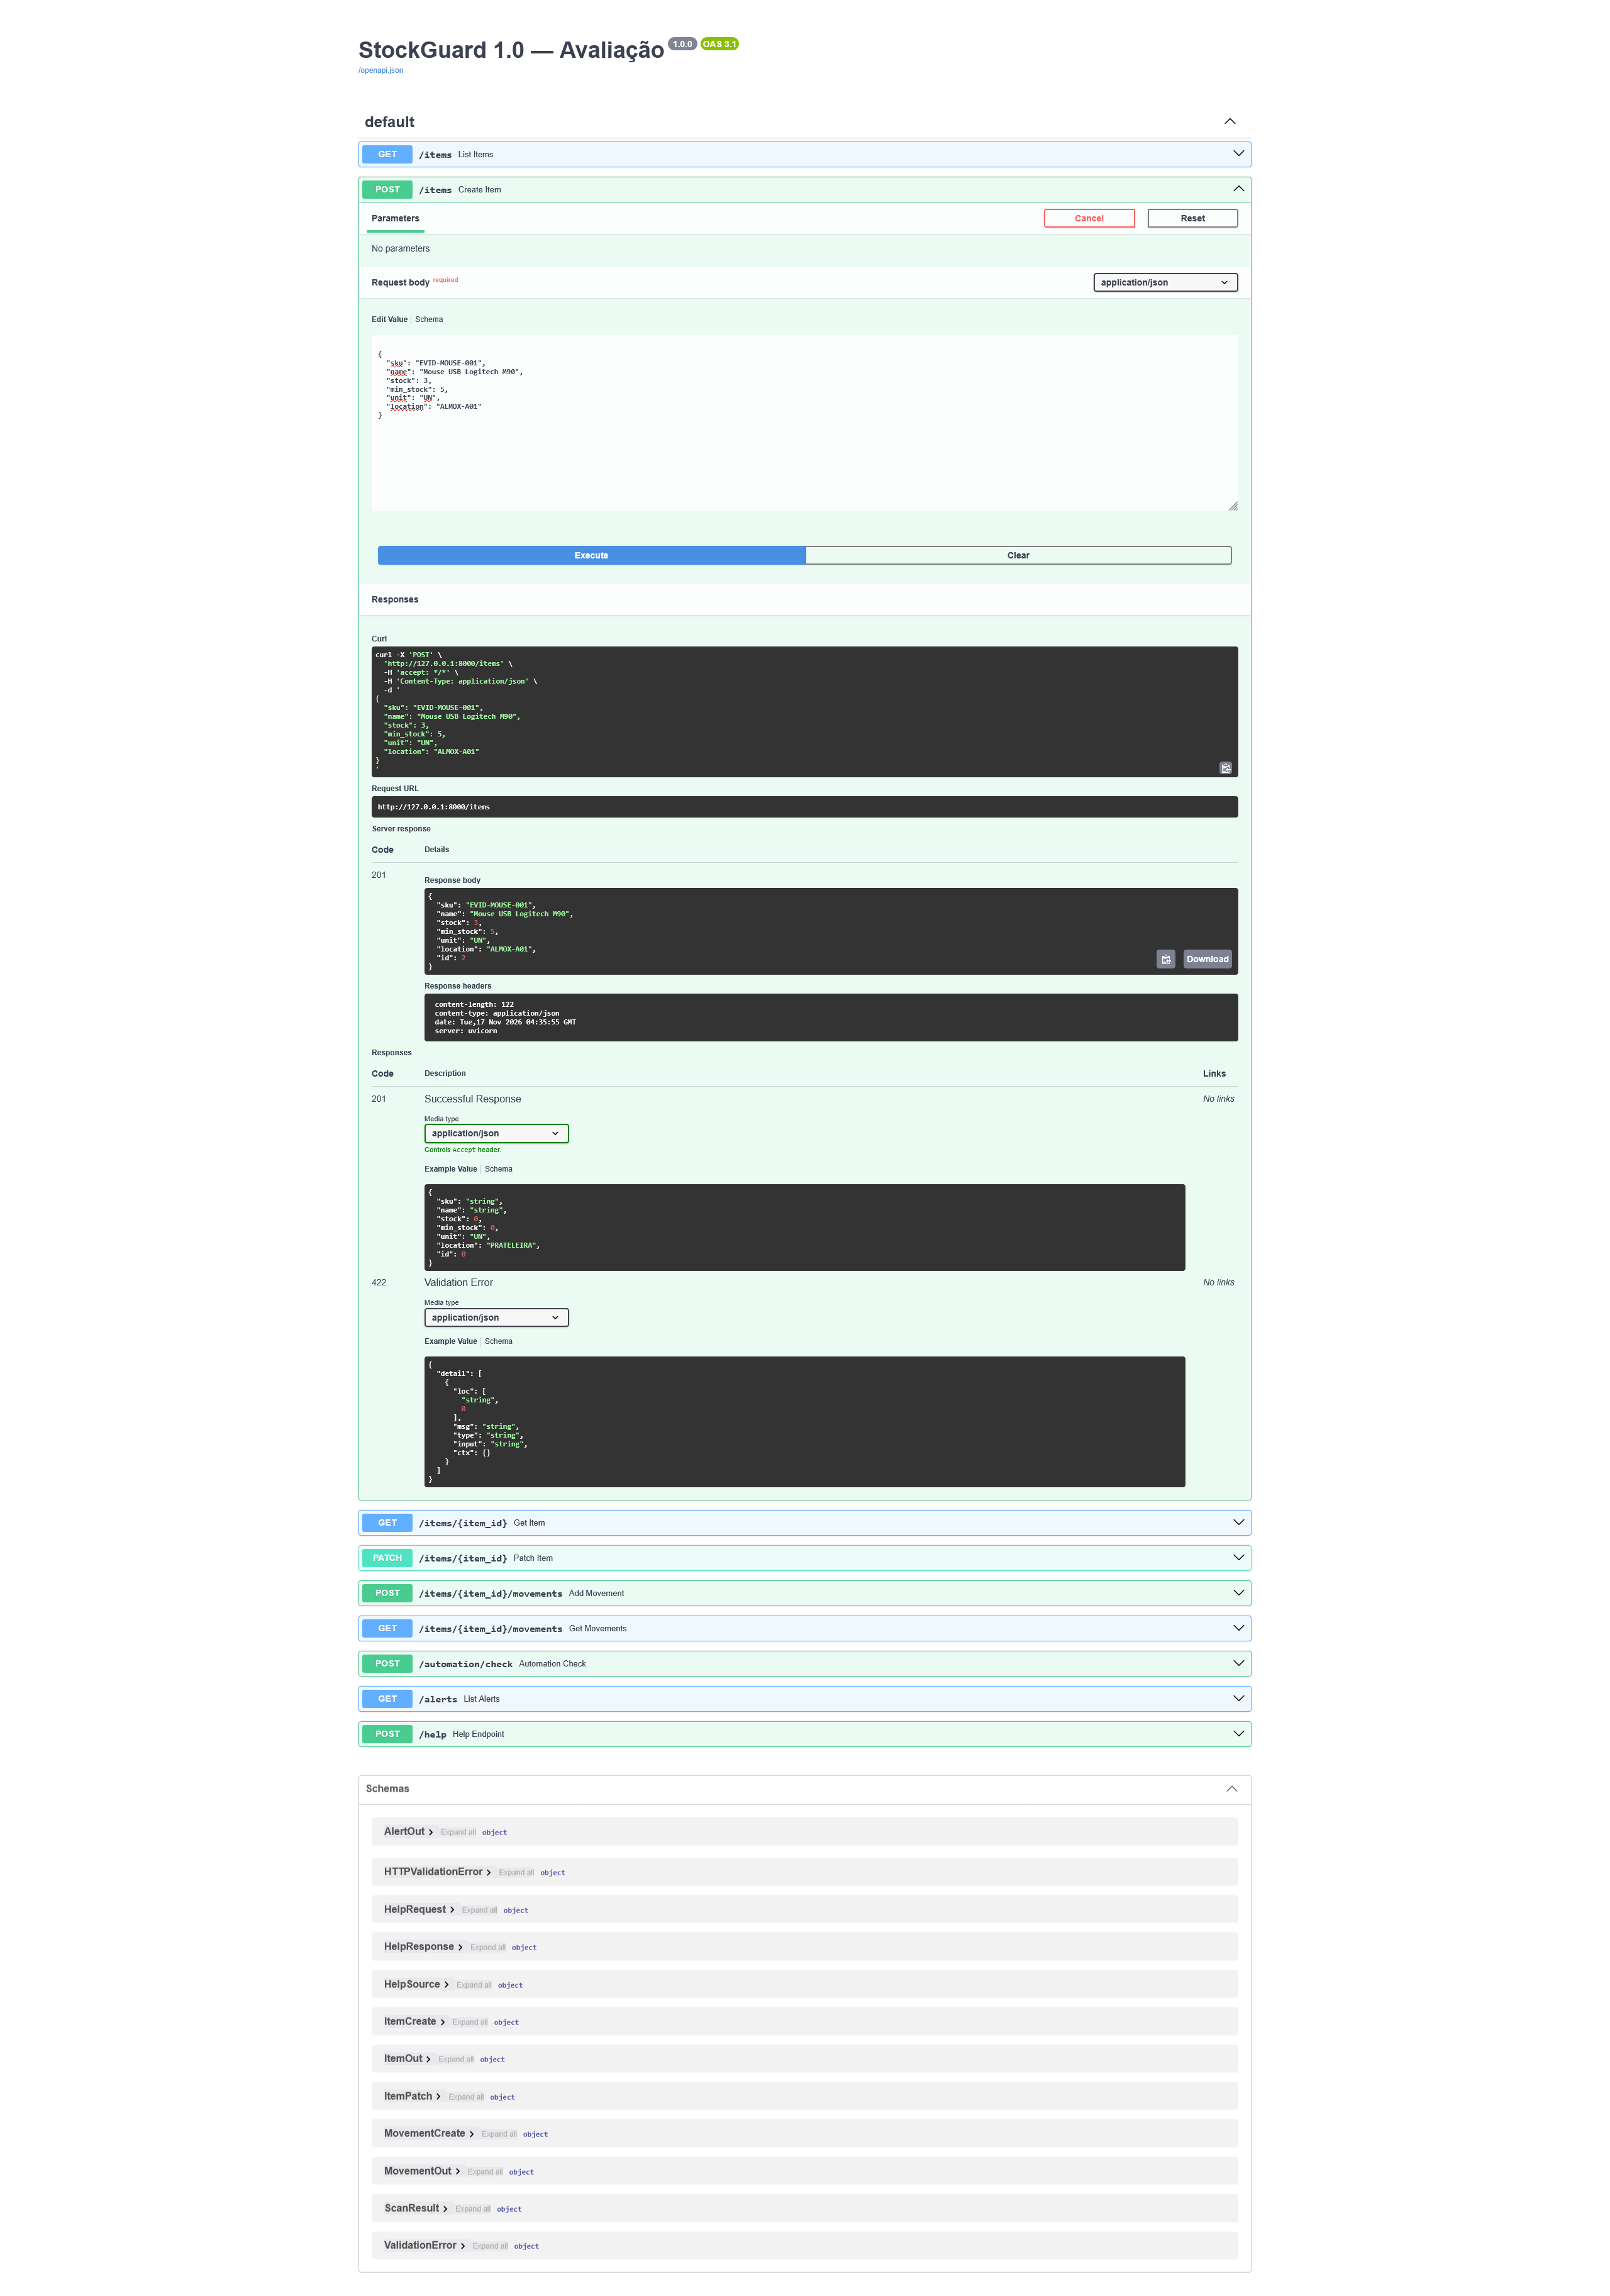 StockGuard 1.0 — Avaliação 1.0.0 OAS 3.1
/openapi.json
default
GET /items List Items
POST /items Create Item
Parameters Cancel Reset
No parameters
Request body required application/json
Edit Value Schema
{
"sku": "EVID-MOUSE-001",
"name": "Mouse USB Logitech M90",
"stock": 3,
"min_stock": 5,
"unit": "UN",
"location": "ALMOX-A01"
}
Execute Clear
Responses
Curl
curl -X 'POST' \
'http://127.0.0.1:8000/items' \
-H 'accept: */*' \
-H 'Content-Type: application/json' \
-d '
{
"sku": "EVID-MOUSE-001",
"name": "Mouse USB Logitech M90",
"stock": 3,
"min_stock": 5,
"unit": "UN",
"location": "ALMOX-A01"
}
'
Request URL
http://127.0.0.1:8000/items
Server response
Code Details
201
Response body
{
"sku": "EVID-MOUSE-001",
"name": "Mouse USB Logitech M90",
"stock": 3,
"min_stock": 5,
"unit": "UN",
"location": "ALMOX-A01",
"id": 2
}
Download
Response headers
content-length: 122
content-type: application/json
date: Tue,17 Nov 2026 04:35:55 GMT
server: uvicorn
Responses
Code Description Links
201 Successful Response No links
Media type
application/json
Controls Accept header.
Example Value Schema
{
"sku": "string",
"name": "string",
"stock": 0,
"min_stock": 0,
"unit": "UN",
"location": "PRATELEIRA",
"id": 0
}
422 Validation Error No links
Media type
application/json
Example Value Schema
{
"detail": [
{
"loc": [
"string",
0
],
"msg": "string",
"type": "string",
"input": "string",
"ctx": {}
}
]
}
GET /items/{item_id} Get Item
PATCH /items/{item_id} Patch Item
POST /items/{item_id}/movements Add Movement
GET /items/{item_id}/movements Get Movements
POST /automation/check Automation Check
GET /alerts List Alerts
POST /help Help Endpoint
Schemas
AlertOut Expand all object
HTTPValidationError Expand all object
HelpRequest Expand all object
HelpResponse Expand all object
HelpSource Expand all object
ItemCreate Expand all object
ItemOut Expand all object
ItemPatch Expand all object
MovementCreate Expand all object
MovementOut Expand all object
ScanResult Expand all object
ValidationError Expand all object